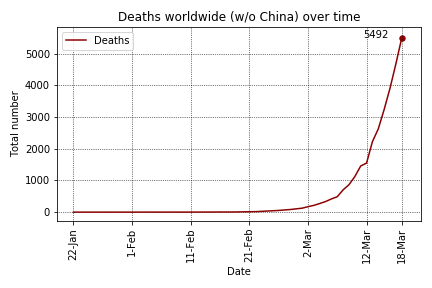 Deaths worldwide (w/o China) over time
5492
Deaths
Total number
5000
4000
3000
2000
1000
0
22-Jan
1-Feb
11-Feb
21-Feb
2-Mar
12-Mar
18-Mar
Date